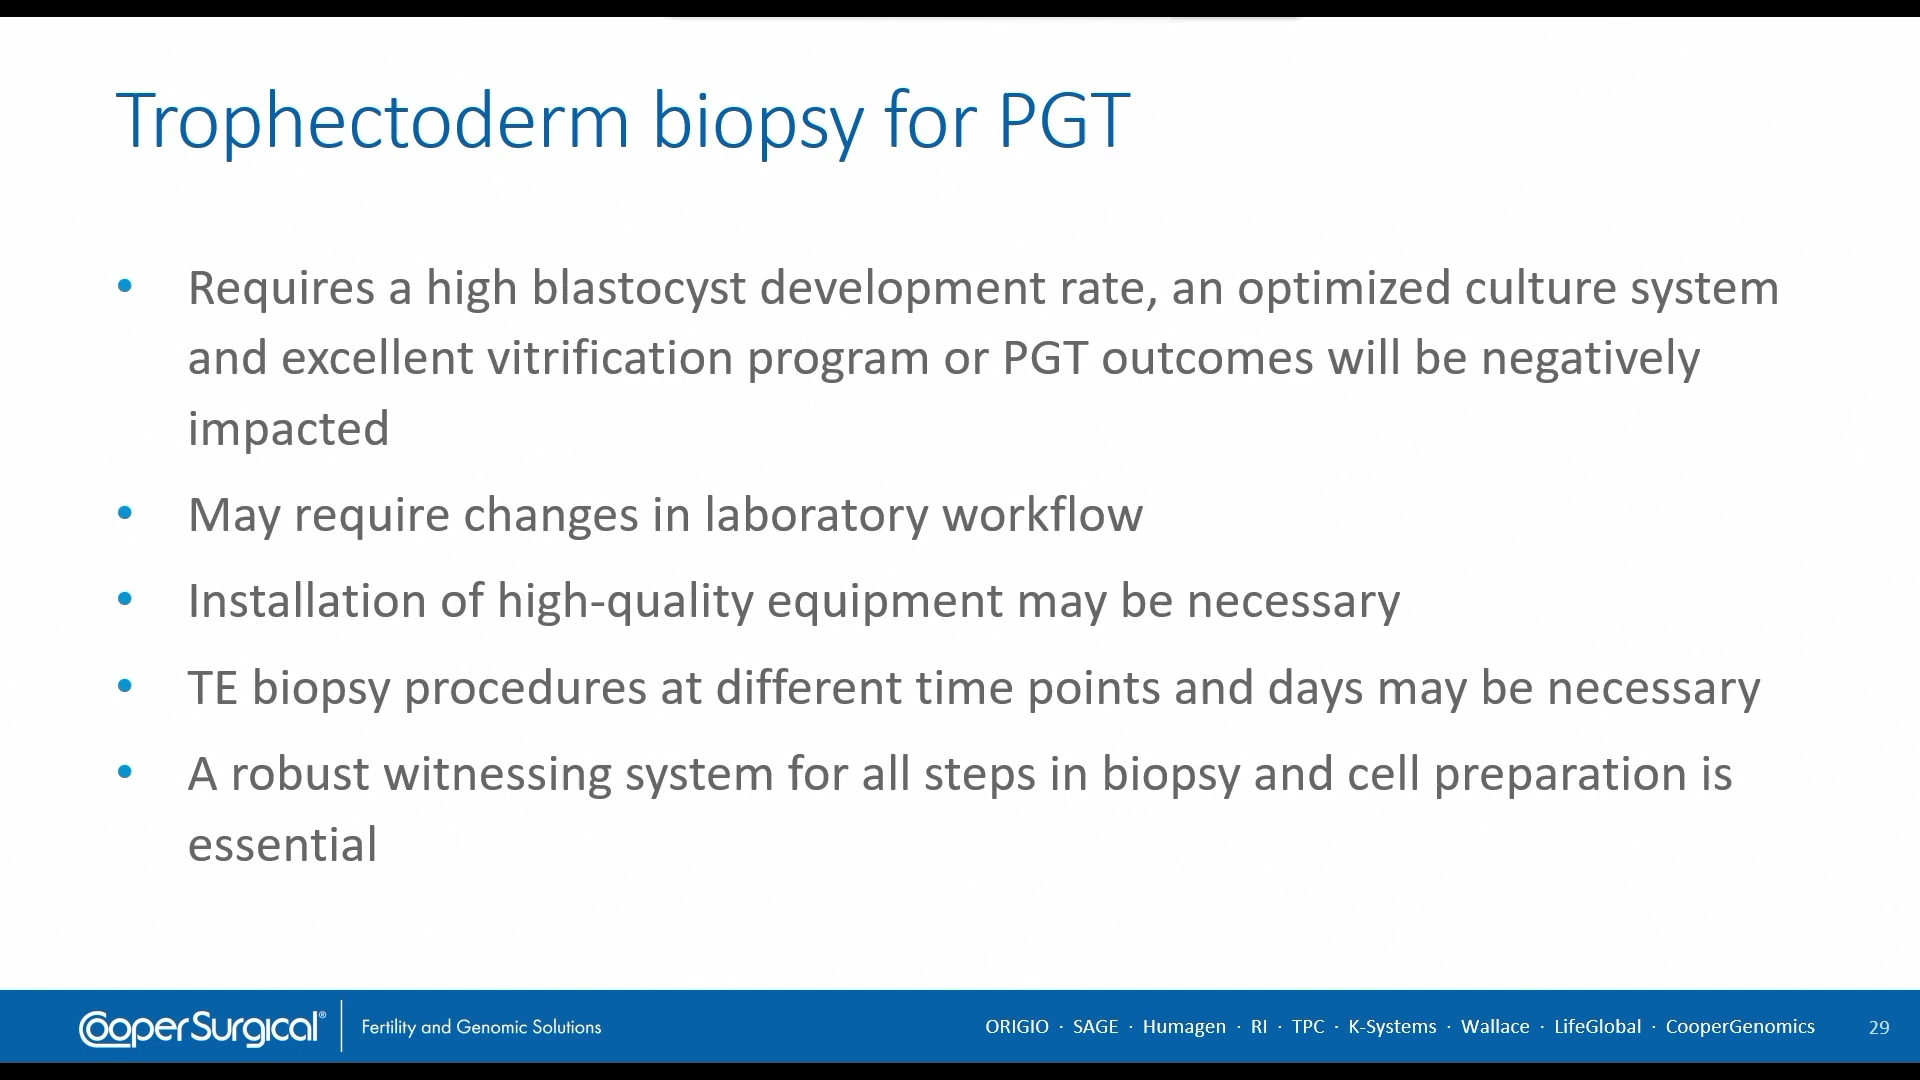 Trophectoderm biopsy for PGT
• Requires a high blastocyst development rate, an optimized culture system
and excellent vitrification program or PGT outcomes will be negatively
impacted
• May require changes in laboratory workflow
• Installation of high-quality equipment may be necessary
• TE biopsy procedures at different time points and days may be necessary
• A robust witnessing system for all steps in biopsy and cell preparation is
essential
CooperSurgical® Fertility and Genomic Solutions ORIGIO · SAGE · Humagen · RI · TPC · K-Systems · Wallace · LifeGlobal · CooperGenomics 29